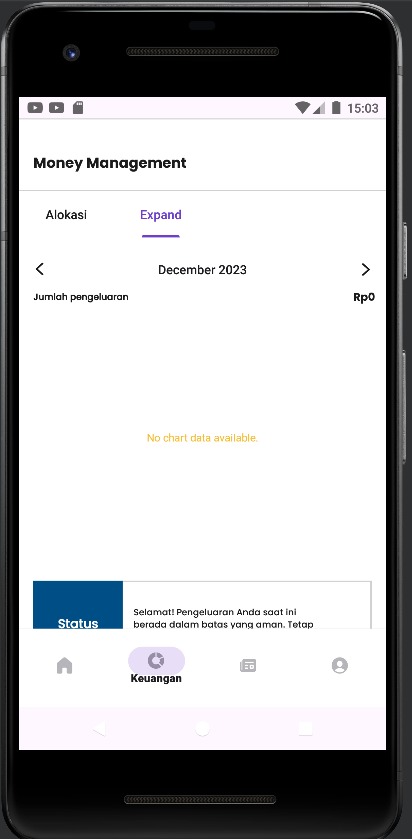 15:03
Money Management
Alokasi Expand
December 2023
Jumlah pengeluaran Rp0
No chart data available.
Selamat! Pengeluaran Anda saat ini
Status berada dalam batas yang aman. Tetap
Keuangan